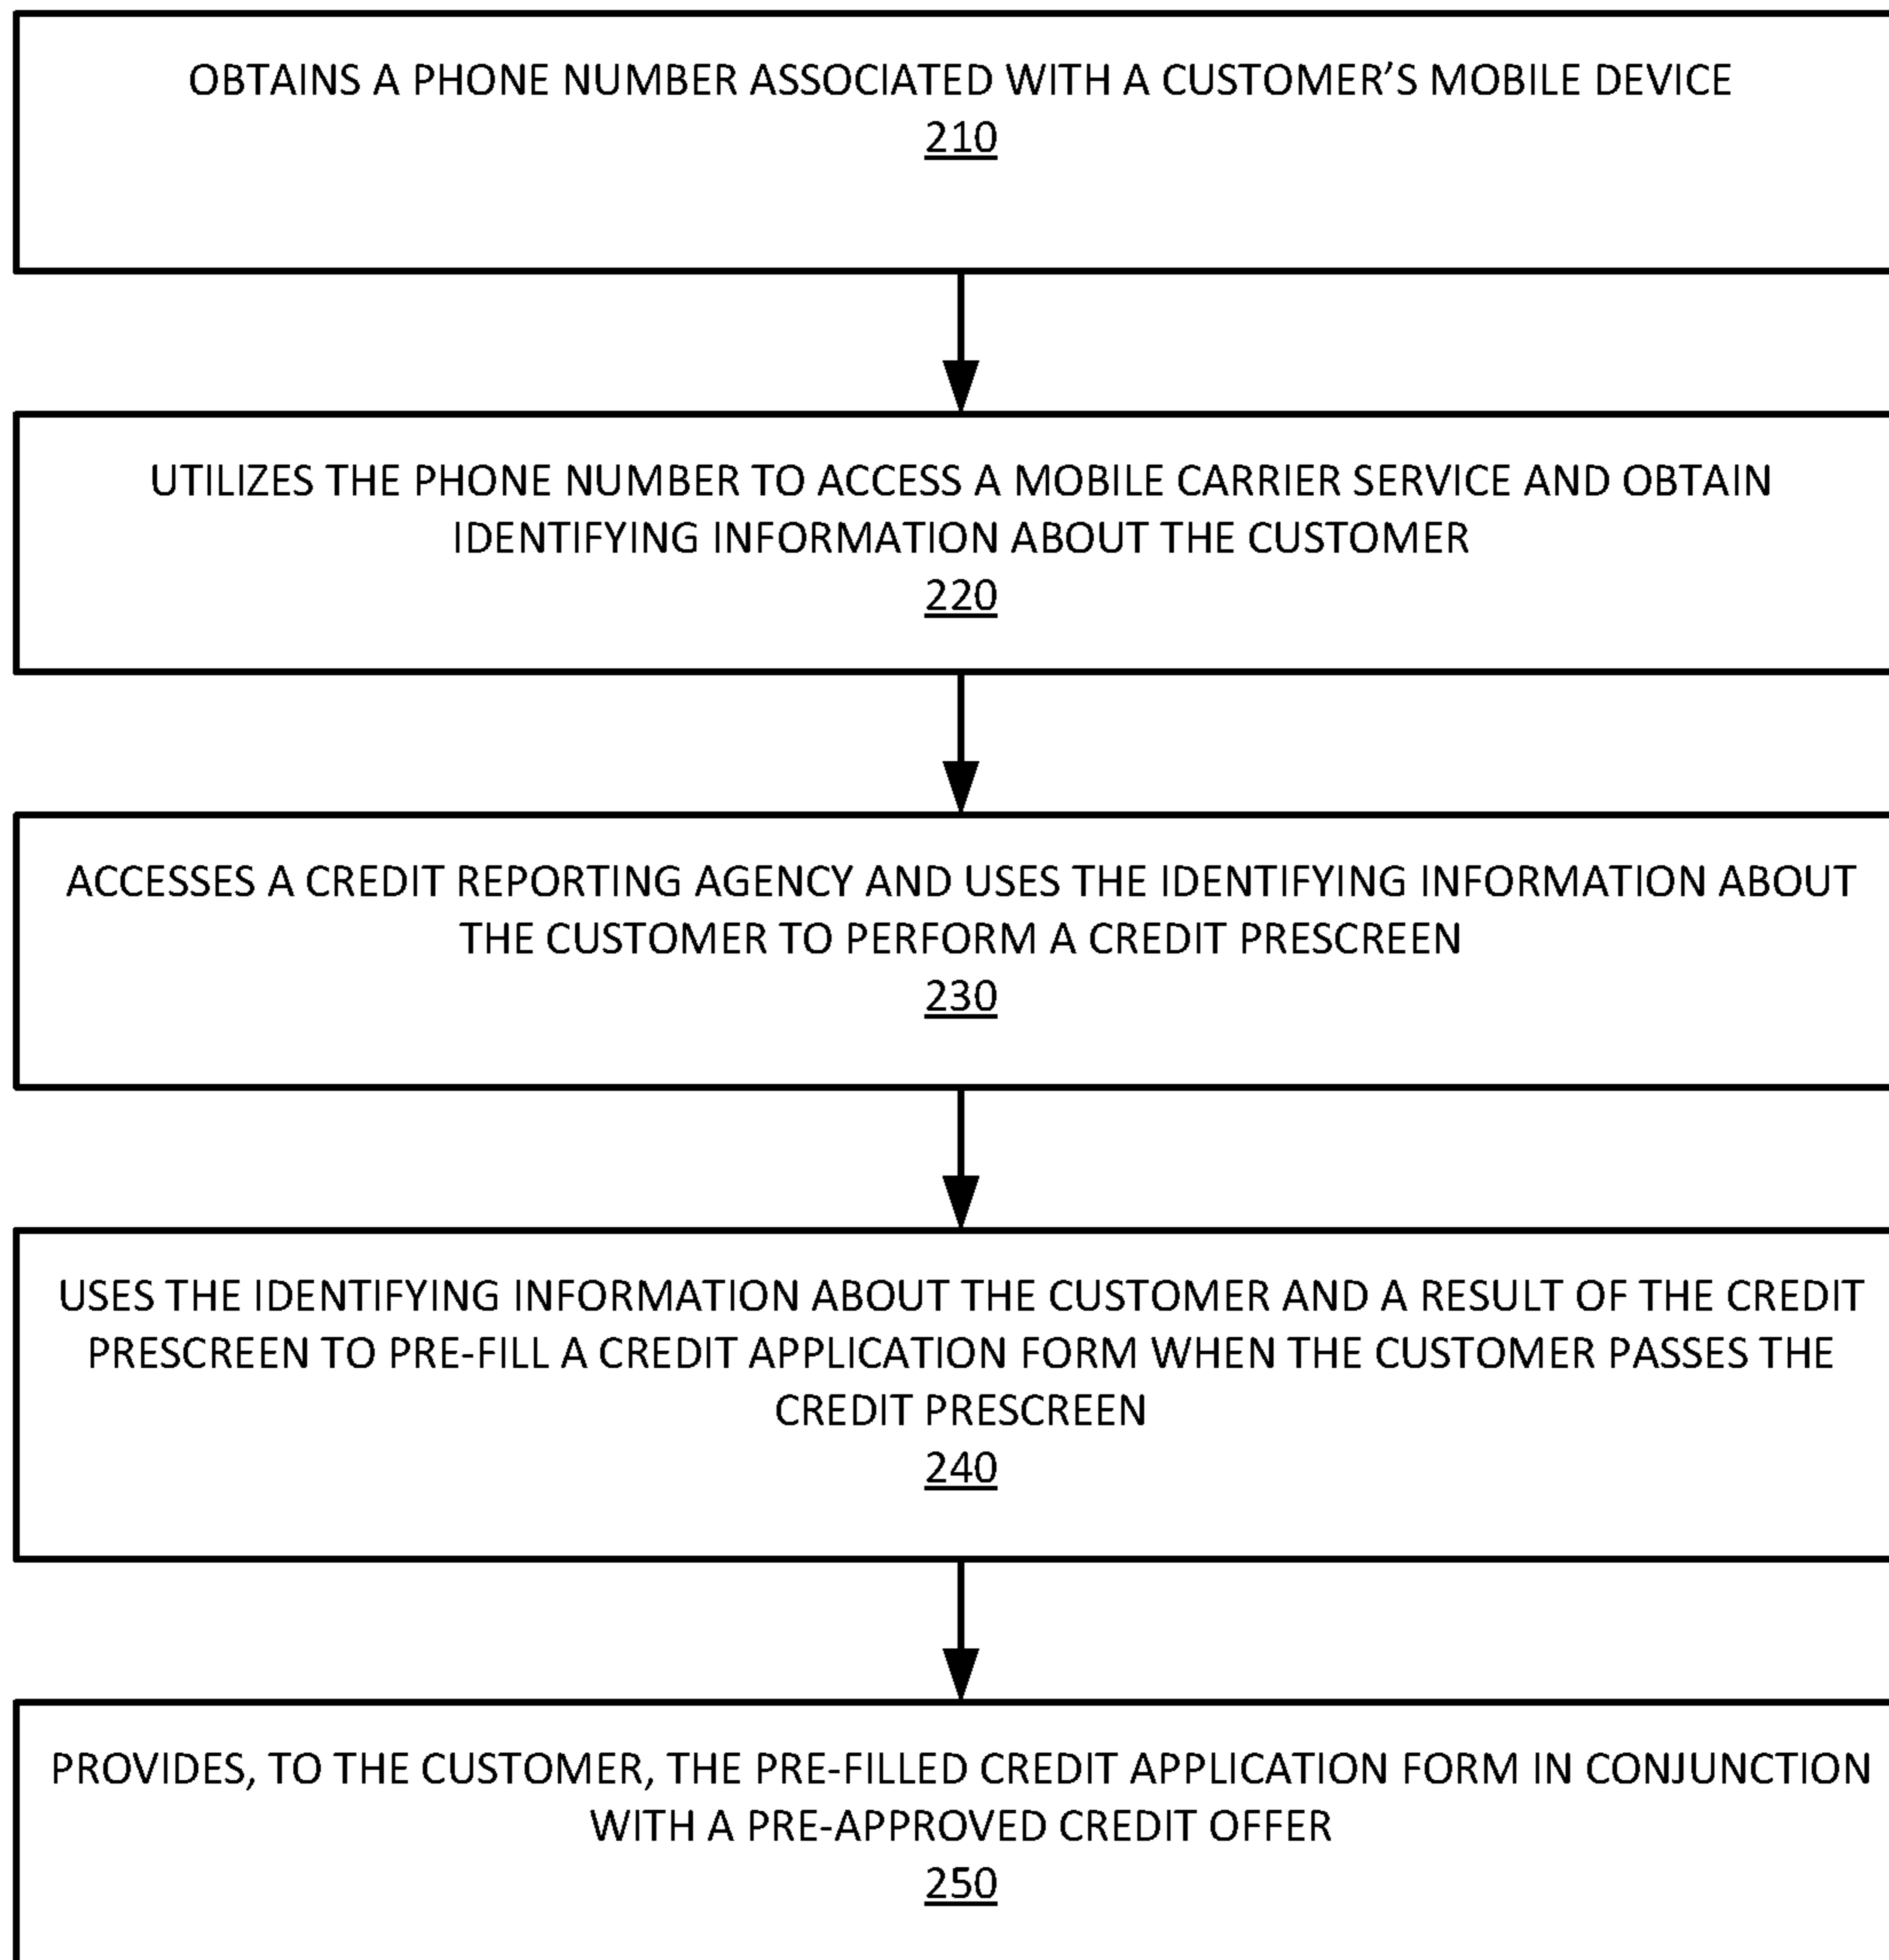 OBTAINS A PHONE NUMBER ASSOCIATED WITH A CUSTOMER’S MOBILE DEVICE
210
UTILIZES THE PHONE NUMBER TO ACCESS A MOBILE CARRIER SERVICE AND OBTAIN
IDENTIFYING INFORMATION ABOUT THE CUSTOMER
220
ACCESSES A CREDIT REPORTING AGENCY AND USES THE IDENTIFYING INFORMATION ABOUT
THE CUSTOMER TO PERFORM A CREDIT PRESCREEN
230
USES THE IDENTIFYING INFORMATION ABOUT THE CUSTOMER AND A RESULT OF THE CREDIT
PRESCREEN TO PRE-FILL A CREDIT APPLICATION FORM WHEN THE CUSTOMER PASSES THE
CREDIT PRESCREEN
240
PROVIDES, TO THE CUSTOMER, THE PRE-FILLED CREDIT APPLICATION FORM IN CONJUNCTION
WITH A PRE-APPROVED CREDIT OFFER
250